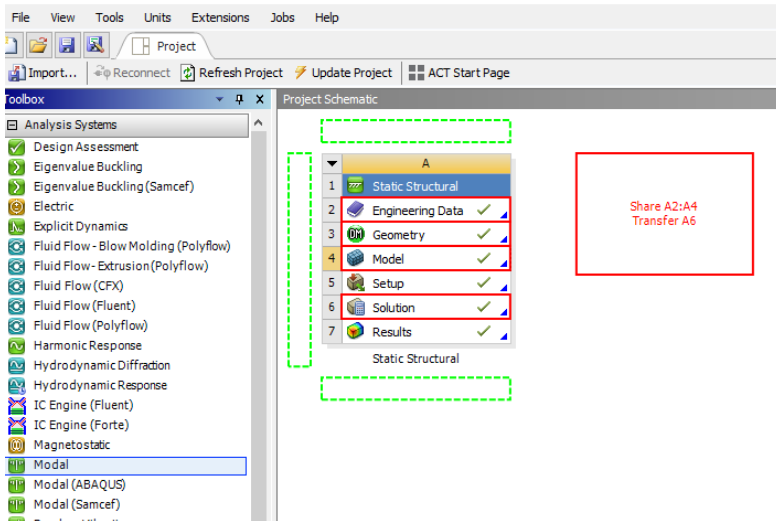 File View Tools Units Extensions Jobs Help
Project
Import... Reconnect Refresh Project Update Project ACT Start Page
Toolbox
Analysis Systems
Design Assessment
Eigenvalue Buckling
Eigenvalue Buckling (Samcef)
Electric
Explicit Dynamics
Fluid Flow - Blow Molding (Polyflow)
Fluid Flow - Extrusion (Polyflow)
Fluid Flow (CFX)
Fluid Flow (Fluent)
Fluid Flow (Polyflow)
Harmonic Response
Hydrodynamic Diffraction
Hydrodynamic Response
IC Engine (Fluent)
IC Engine (Forte)
Magnetostatic
Modal
Modal (ABAQUS)
Modal (Samcef)
Project Schematic
A
1 Static Structural
2 Engineering Data
3 DM Geometry
4 Model
5 Setup
6 Solution
7 Results
Static Structural
Share A2:A4
Transfer A6